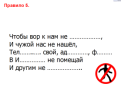 Правило 6.
Чтобы вор к нам не ...............,
И чужой нас не нашёл,
Тел........... свой, ад..........., ф........
В И............. не помещай
И другим не ................